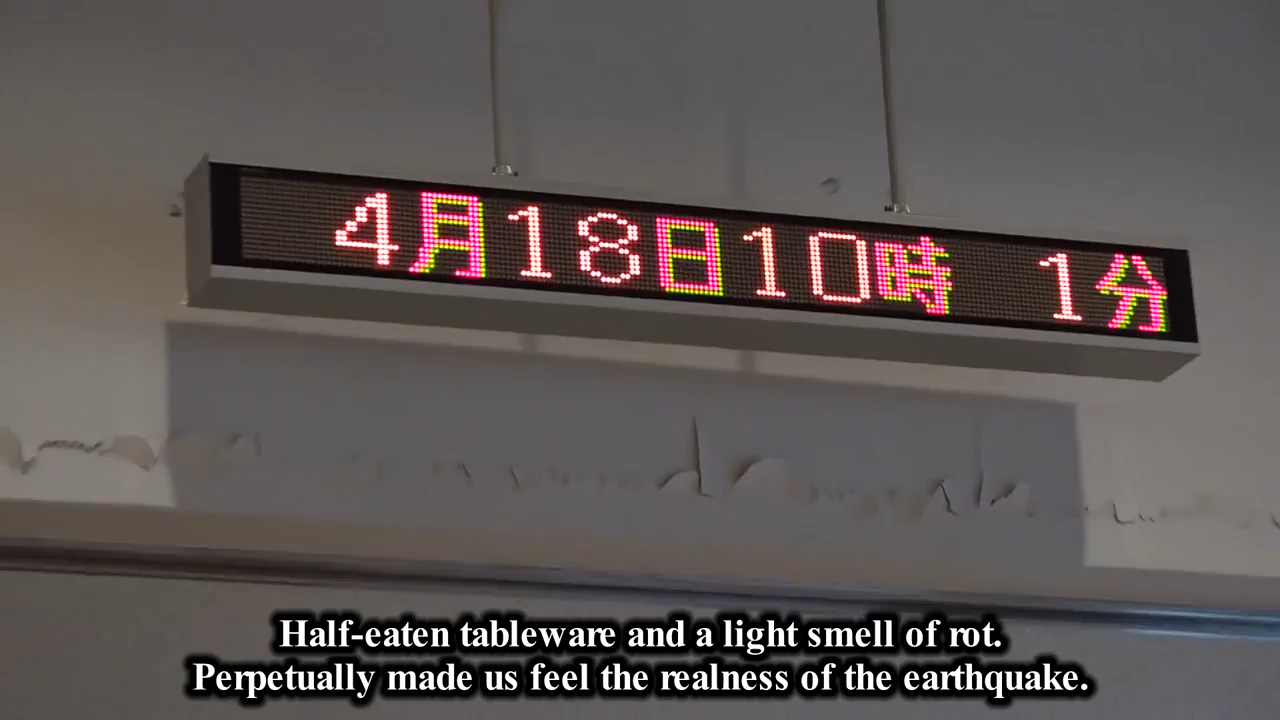 4月18日10時 1分
Half-eaten tableware and a light smell of rot.
Perpetually made us feel the realness of the earthquake.